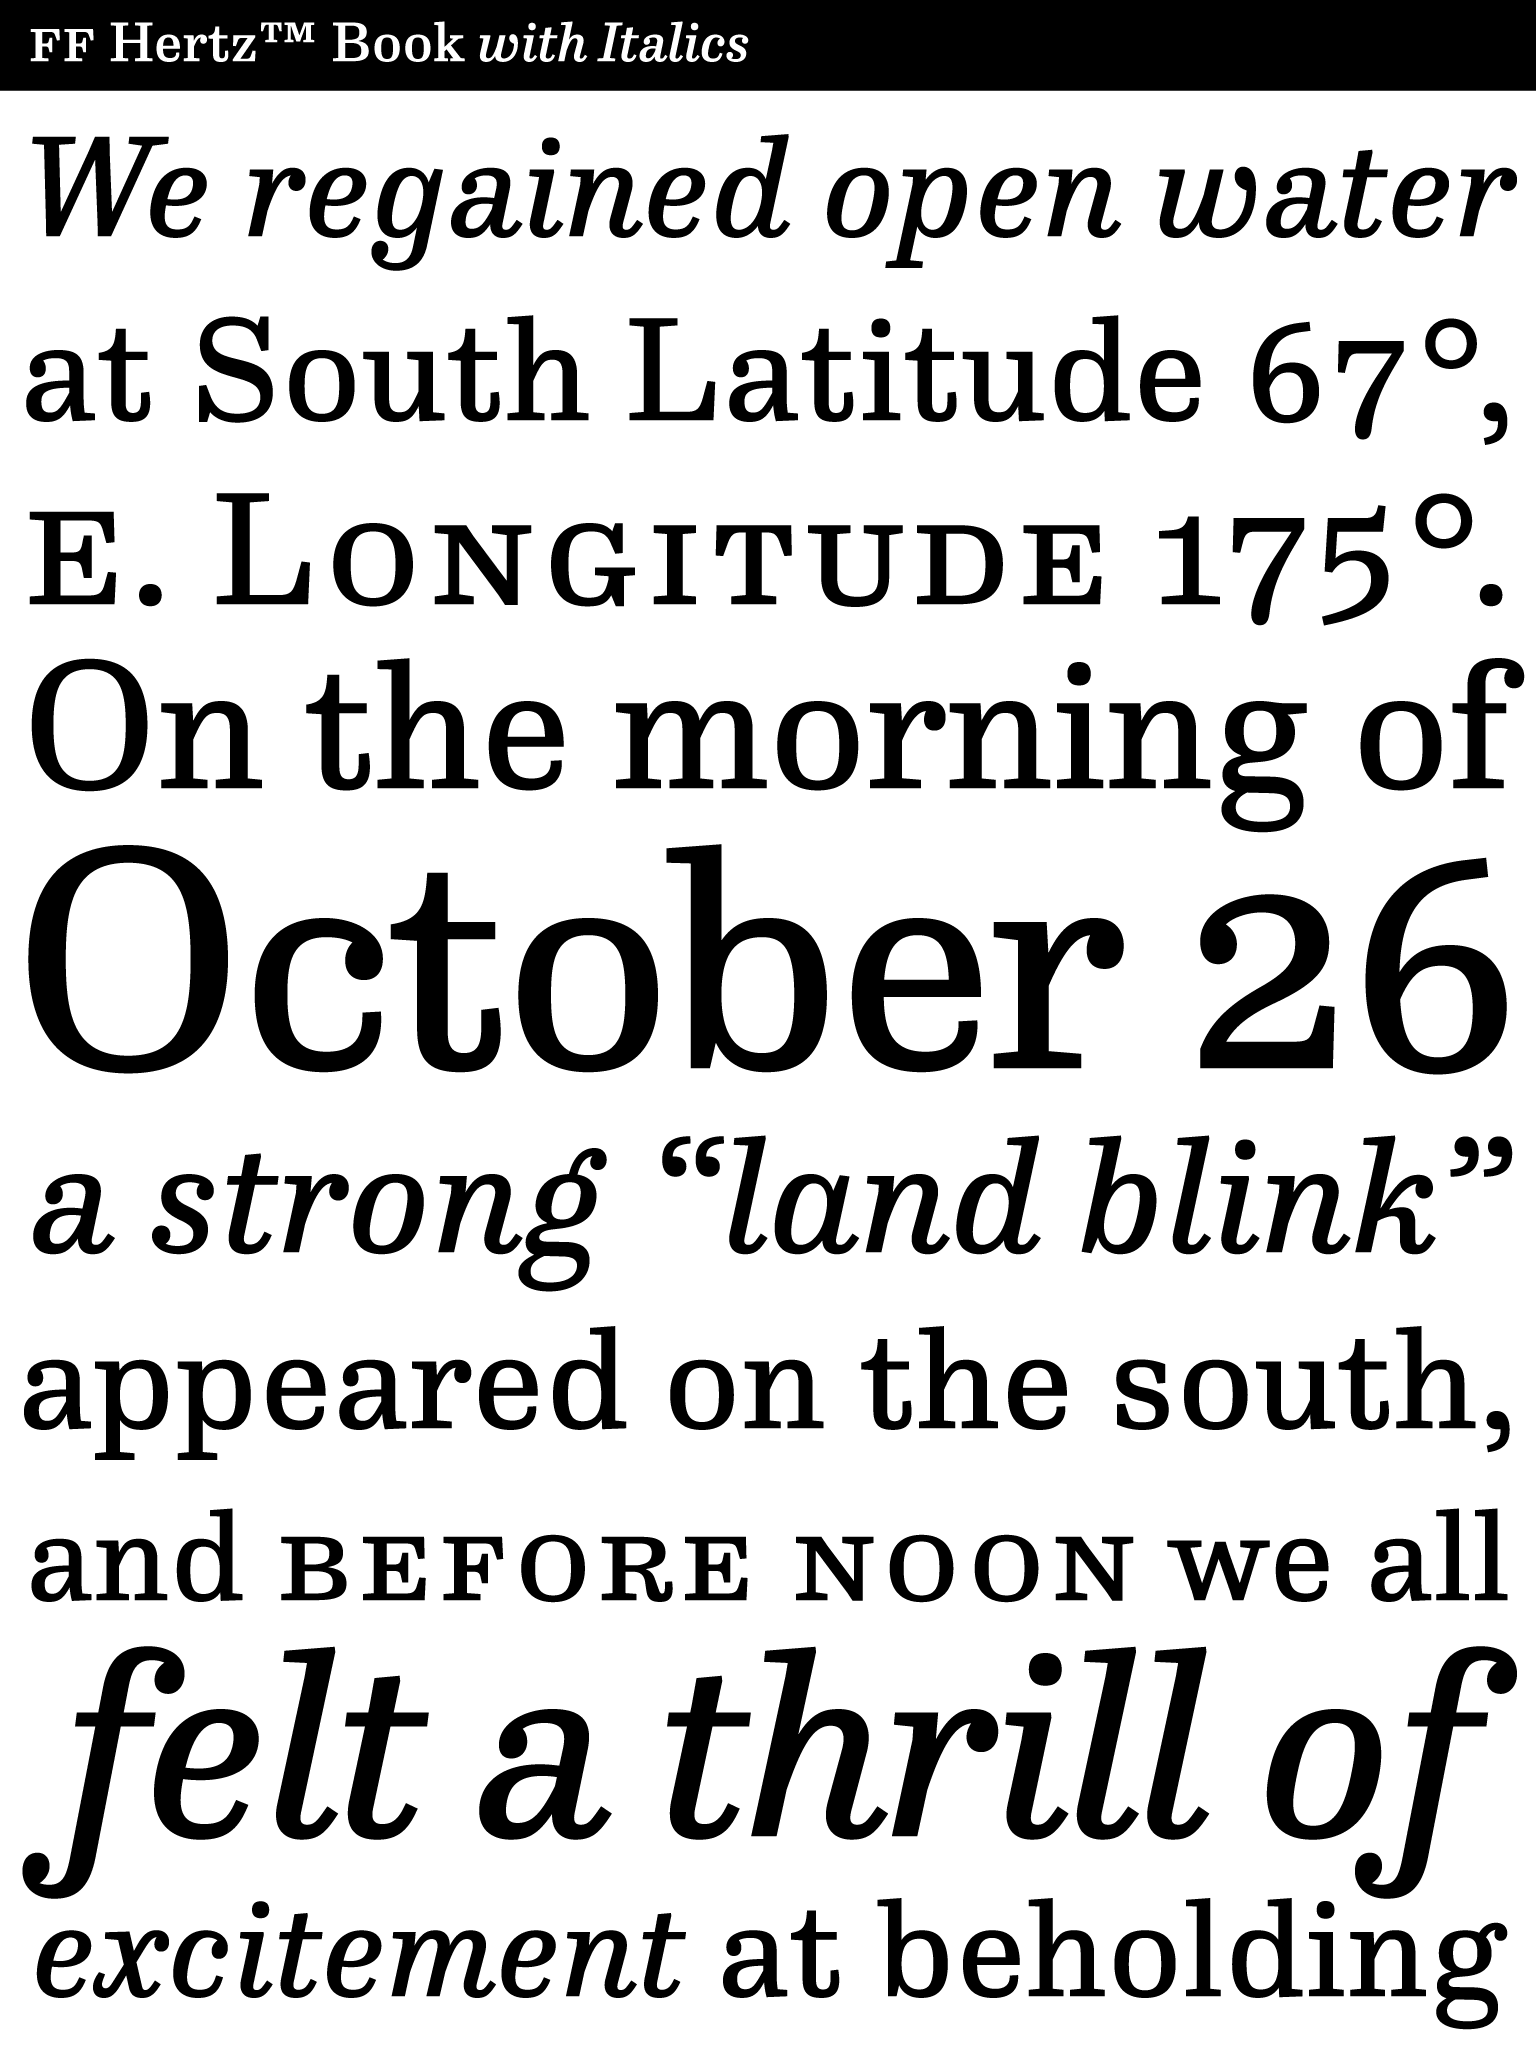 FF Hertz™ Book with Italics
We regained open water
at South Latitude 67°,
E. LONGITUDE 175°.
On the morning of
October 26
a strong “land blink”
appeared on the south,
and BEFORE NOON we all
felt a thrill of
excitement at beholding